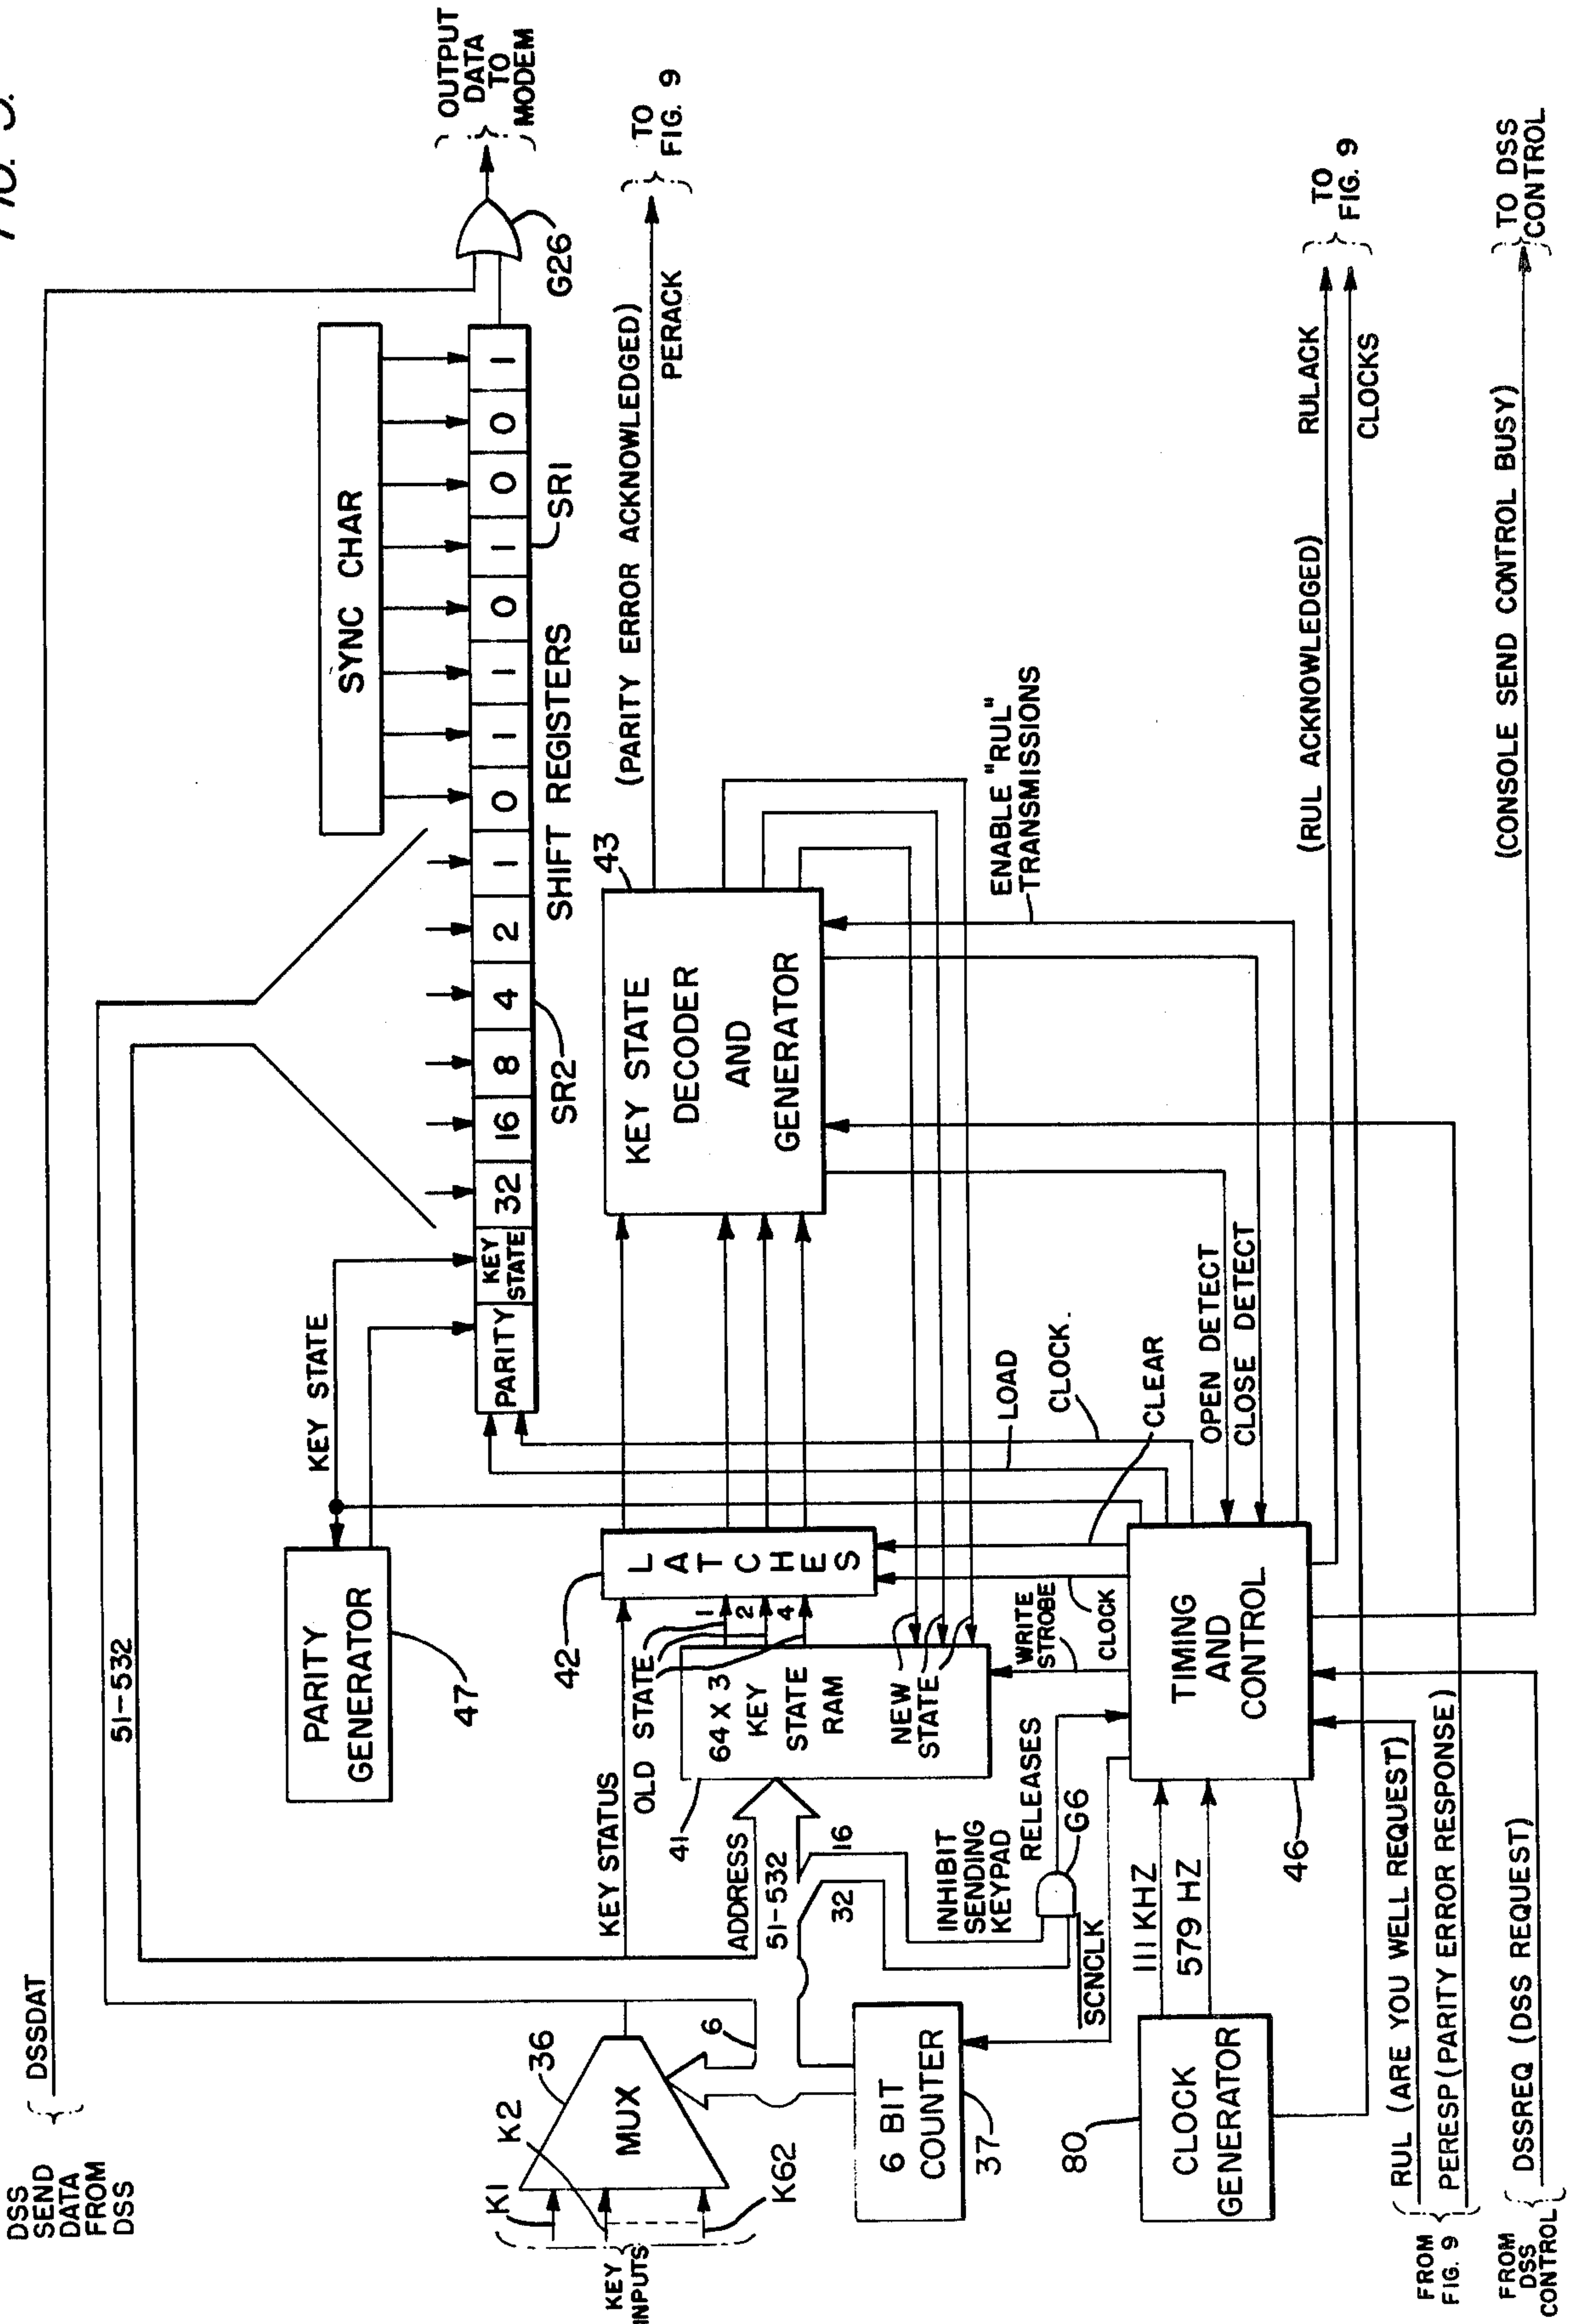 FIG. 5.
DSS
SEND
DATA
FROM
DSS
DSSDAT
51-532
OUTPUT
DATA
TO
MODEM
G26
SYNC CHAR
PARITY
KEY
STATE
32
16
8
4
2
1
0
1
1
0
1
0
0
1
SR2
SHIFT REGISTERS
SR1
KEY STATE
PARITY
GENERATOR
47
KEY
INPUTS
K1
K2
K62
36
MUX
6
KEY STATUS
OLD STATE
1
2
4
42
LATCHES
41
64 X 3
KEY
STATE
RAM
NEW
STATE
ADDRESS
51-532
16
32
43
KEY STATE
DECODER
AND
GENERATOR
(PARITY ERROR ACKNOWLEDGED)
PERACK
TO
FIG. 9
ENABLE "RUL"
TRANSMISSIONS
6 BIT
COUNTER
37
INHIBIT
SENDING
KEYPAD
RELEASES
G6
SCNCLK
WRITE
STROBE
CLOCK
LOAD
CLOCK.
CLEAR
OPEN DETECT
CLOSE DETECT
80
CLOCK
GENERATOR
111 KHZ
579 HZ
TIMING
AND
CONTROL
46
(RUL ACKNOWLEDGED)
RULACK
CLOCKS
TO
FIG. 9
FROM
FIG. 9
RUL (ARE YOU WELL REQUEST)
PERESP (PARITY ERROR RESPONSE)
FROM
DSS
CONTROL
DSSREQ (DSS REQUEST)
(CONSOLE SEND CONTROL BUSY)
TO DSS
CONTROL